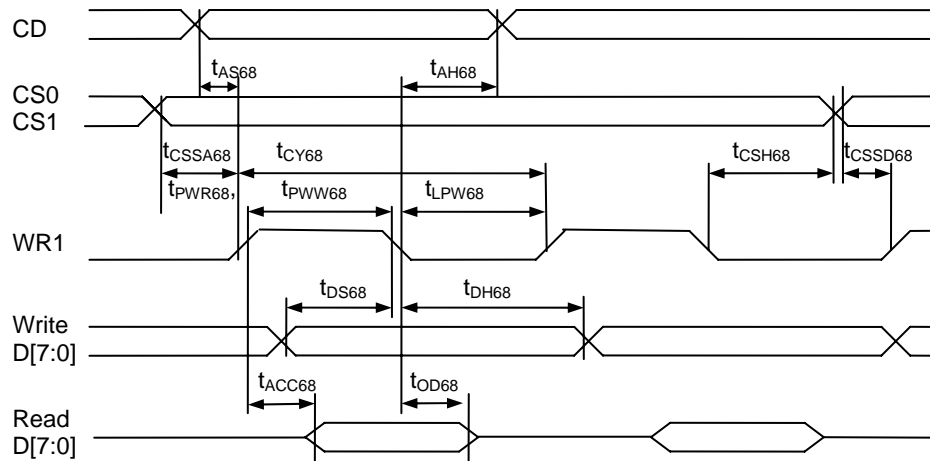 CD
tAS68 tAH68
CS0
CS1
tCSSA68 tCY68 tCSH68 tCSSD68
tPWR68, tPWW68 tLPW68
WR1
tDS68 tDH68
Write
D[7:0]
tACC68 tOD68
Read
D[7:0]